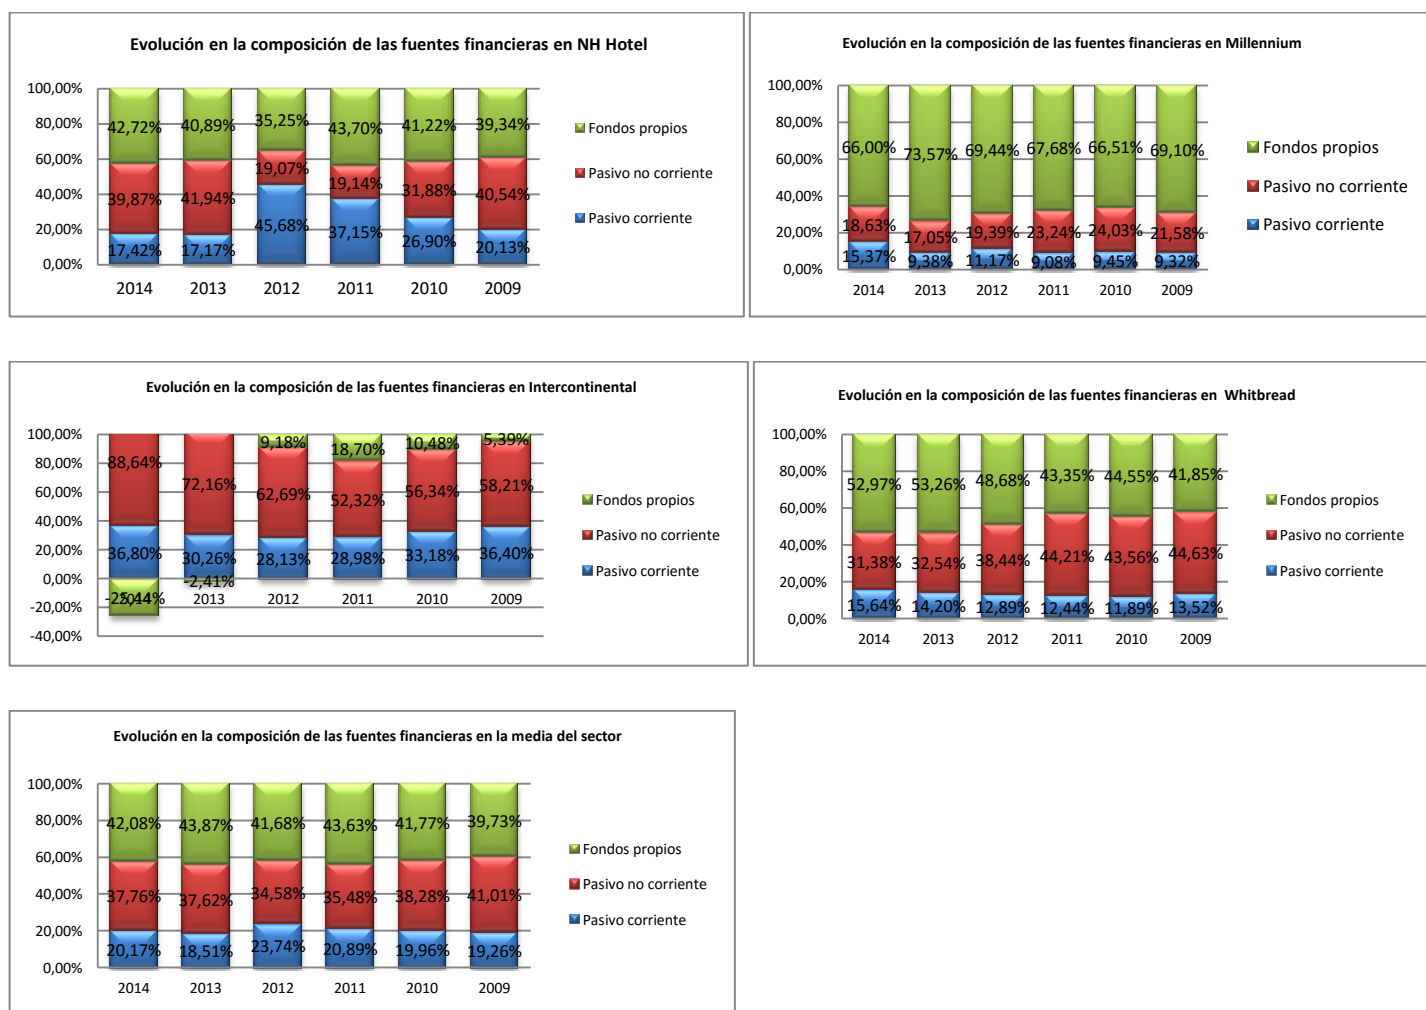 Evolución en la composición de las fuentes financieras en NH Hotel
100,00%
80,00%
60,00%
40,00%
20,00%
0,00%
42,72% 40,89% 35,25% 43,70% 41,22% 39,34%
39,87% 41,94% 19,07% 19,14% 31,88% 40,54%
17,42% 17,17% 45,68% 37,15% 26,90% 20,13%
2014 2013 2012 2011 2010 2009
Fondos propios
Pasivo no corriente
Pasivo corriente
Evolución en la composición de las fuentes financieras en Millennium
100,00%
80,00%
60,00%
40,00%
20,00%
0,00%
66,00% 73,57% 69,44% 67,68% 66,51% 69,10%
18,63% 17,05% 19,39% 23,24% 24,03% 21,58%
15,37% 9,38% 11,17% 9,08% 9,45% 9,32%
2014 2013 2012 2011 2010 2009
Fondos propios
Pasivo no corriente
Pasivo corriente
Evolución en la composición de las fuentes financieras en Intercontinental
100,00%
80,00%
60,00%
40,00%
20,00%
0,00%
-20,00%
-40,00%
9,18% 18,70% 10,48% 5,39%
88,64% 72,16% 62,69% 52,32% 56,34% 58,21%
36,80% 30,26% 28,13% 28,98% 33,18% 36,40%
-25,44% -2,41%
2014 2013 2012 2011 2010 2009
Fondos propios
Pasivo no corriente
Pasivo corriente
Evolución en la composición de las fuentes financieras en Whitbread
100,00%
80,00%
60,00%
40,00%
20,00%
0,00%
52,97% 53,26% 48,68% 43,35% 44,55% 41,85%
31,38% 32,54% 38,44% 44,21% 43,56% 44,63%
15,64% 14,20% 12,89% 12,44% 11,89% 13,52%
2014 2013 2012 2011 2010 2009
Fondos propios
Pasivo no corriente
Pasivo corriente
Evolución en la composición de las fuentes financieras en la media del sector
100,00%
80,00%
60,00%
40,00%
20,00%
0,00%
42,08% 43,87% 41,68% 43,63% 41,77% 39,73%
37,76% 37,62% 34,58% 35,48% 38,28% 41,01%
20,17% 18,51% 23,74% 20,89% 19,96% 19,26%
2014 2013 2012 2011 2010 2009
Fondos propios
Pasivo no corriente
Pasivo corriente